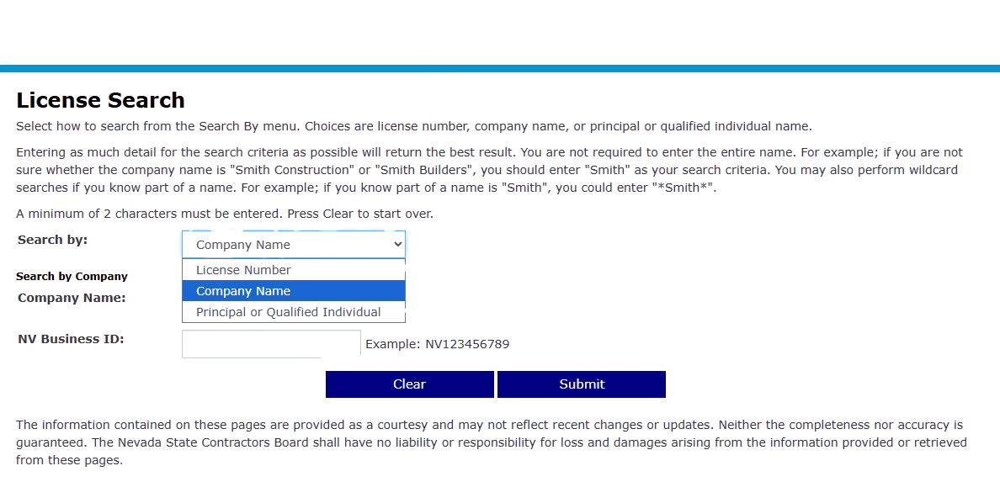 License Search
Select how to search from the Search By menu. Choices are license number, company name, or principal or qualified individual name.
Entering as much detail for the search criteria as possible will return the best result. You are not required to enter the entire name. For example; if you are not
sure whether the company name is "Smith Construction" or "Smith Builders", you should enter "Smith" as your search criteria. You may also perform wildcard
searches if you know part of a name. For example; if you know part of a name is "Smith", you could enter "*Smith*".
A minimum of 2 characters must be entered. Press Clear to start over.
Search by:
Company Name
License Number
Company Name
Principal or Qualified Individual
Search by Company
Company Name:
NV Business ID:
Example: NV123456789
Clear
Submit
The information contained on these pages are provided as a courtesy and may not reflect recent changes or updates. Neither the completeness nor accuracy is
guaranteed. The Nevada State Contractors Board shall have no liability or responsibility for loss and damages arising from the information provided or retrieved
from these pages.